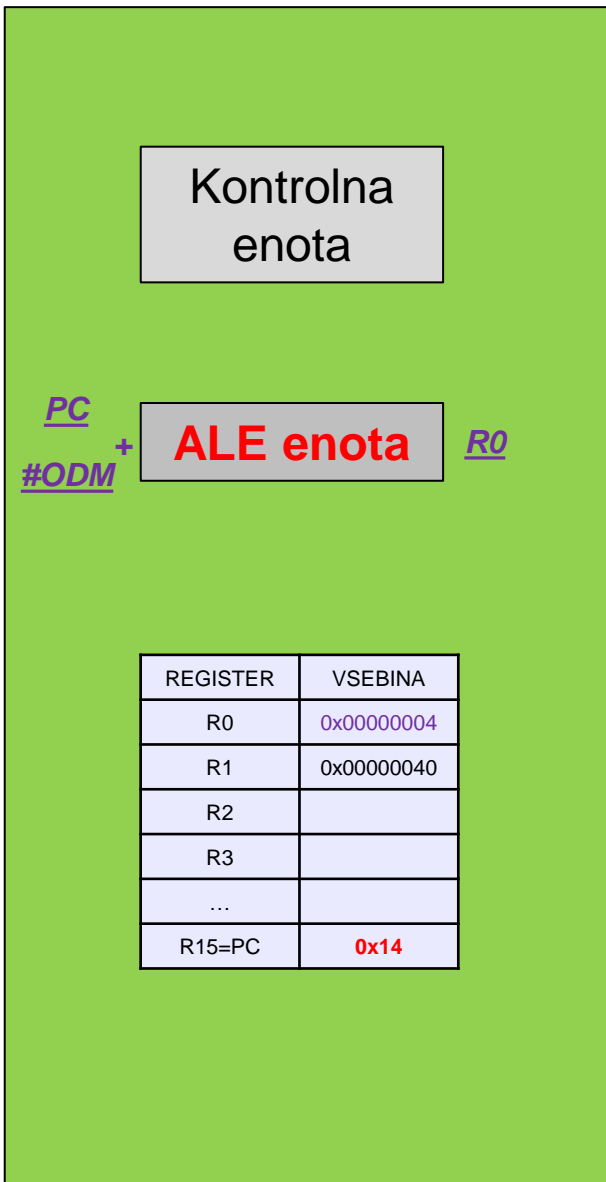 Kontrolna
enota
PC
+
#ODM
ALE enota
R0
REGISTER VSEBINA
R0 0x00000004
R1 0x00000040
R2
R3
…
R15=PC 0x14